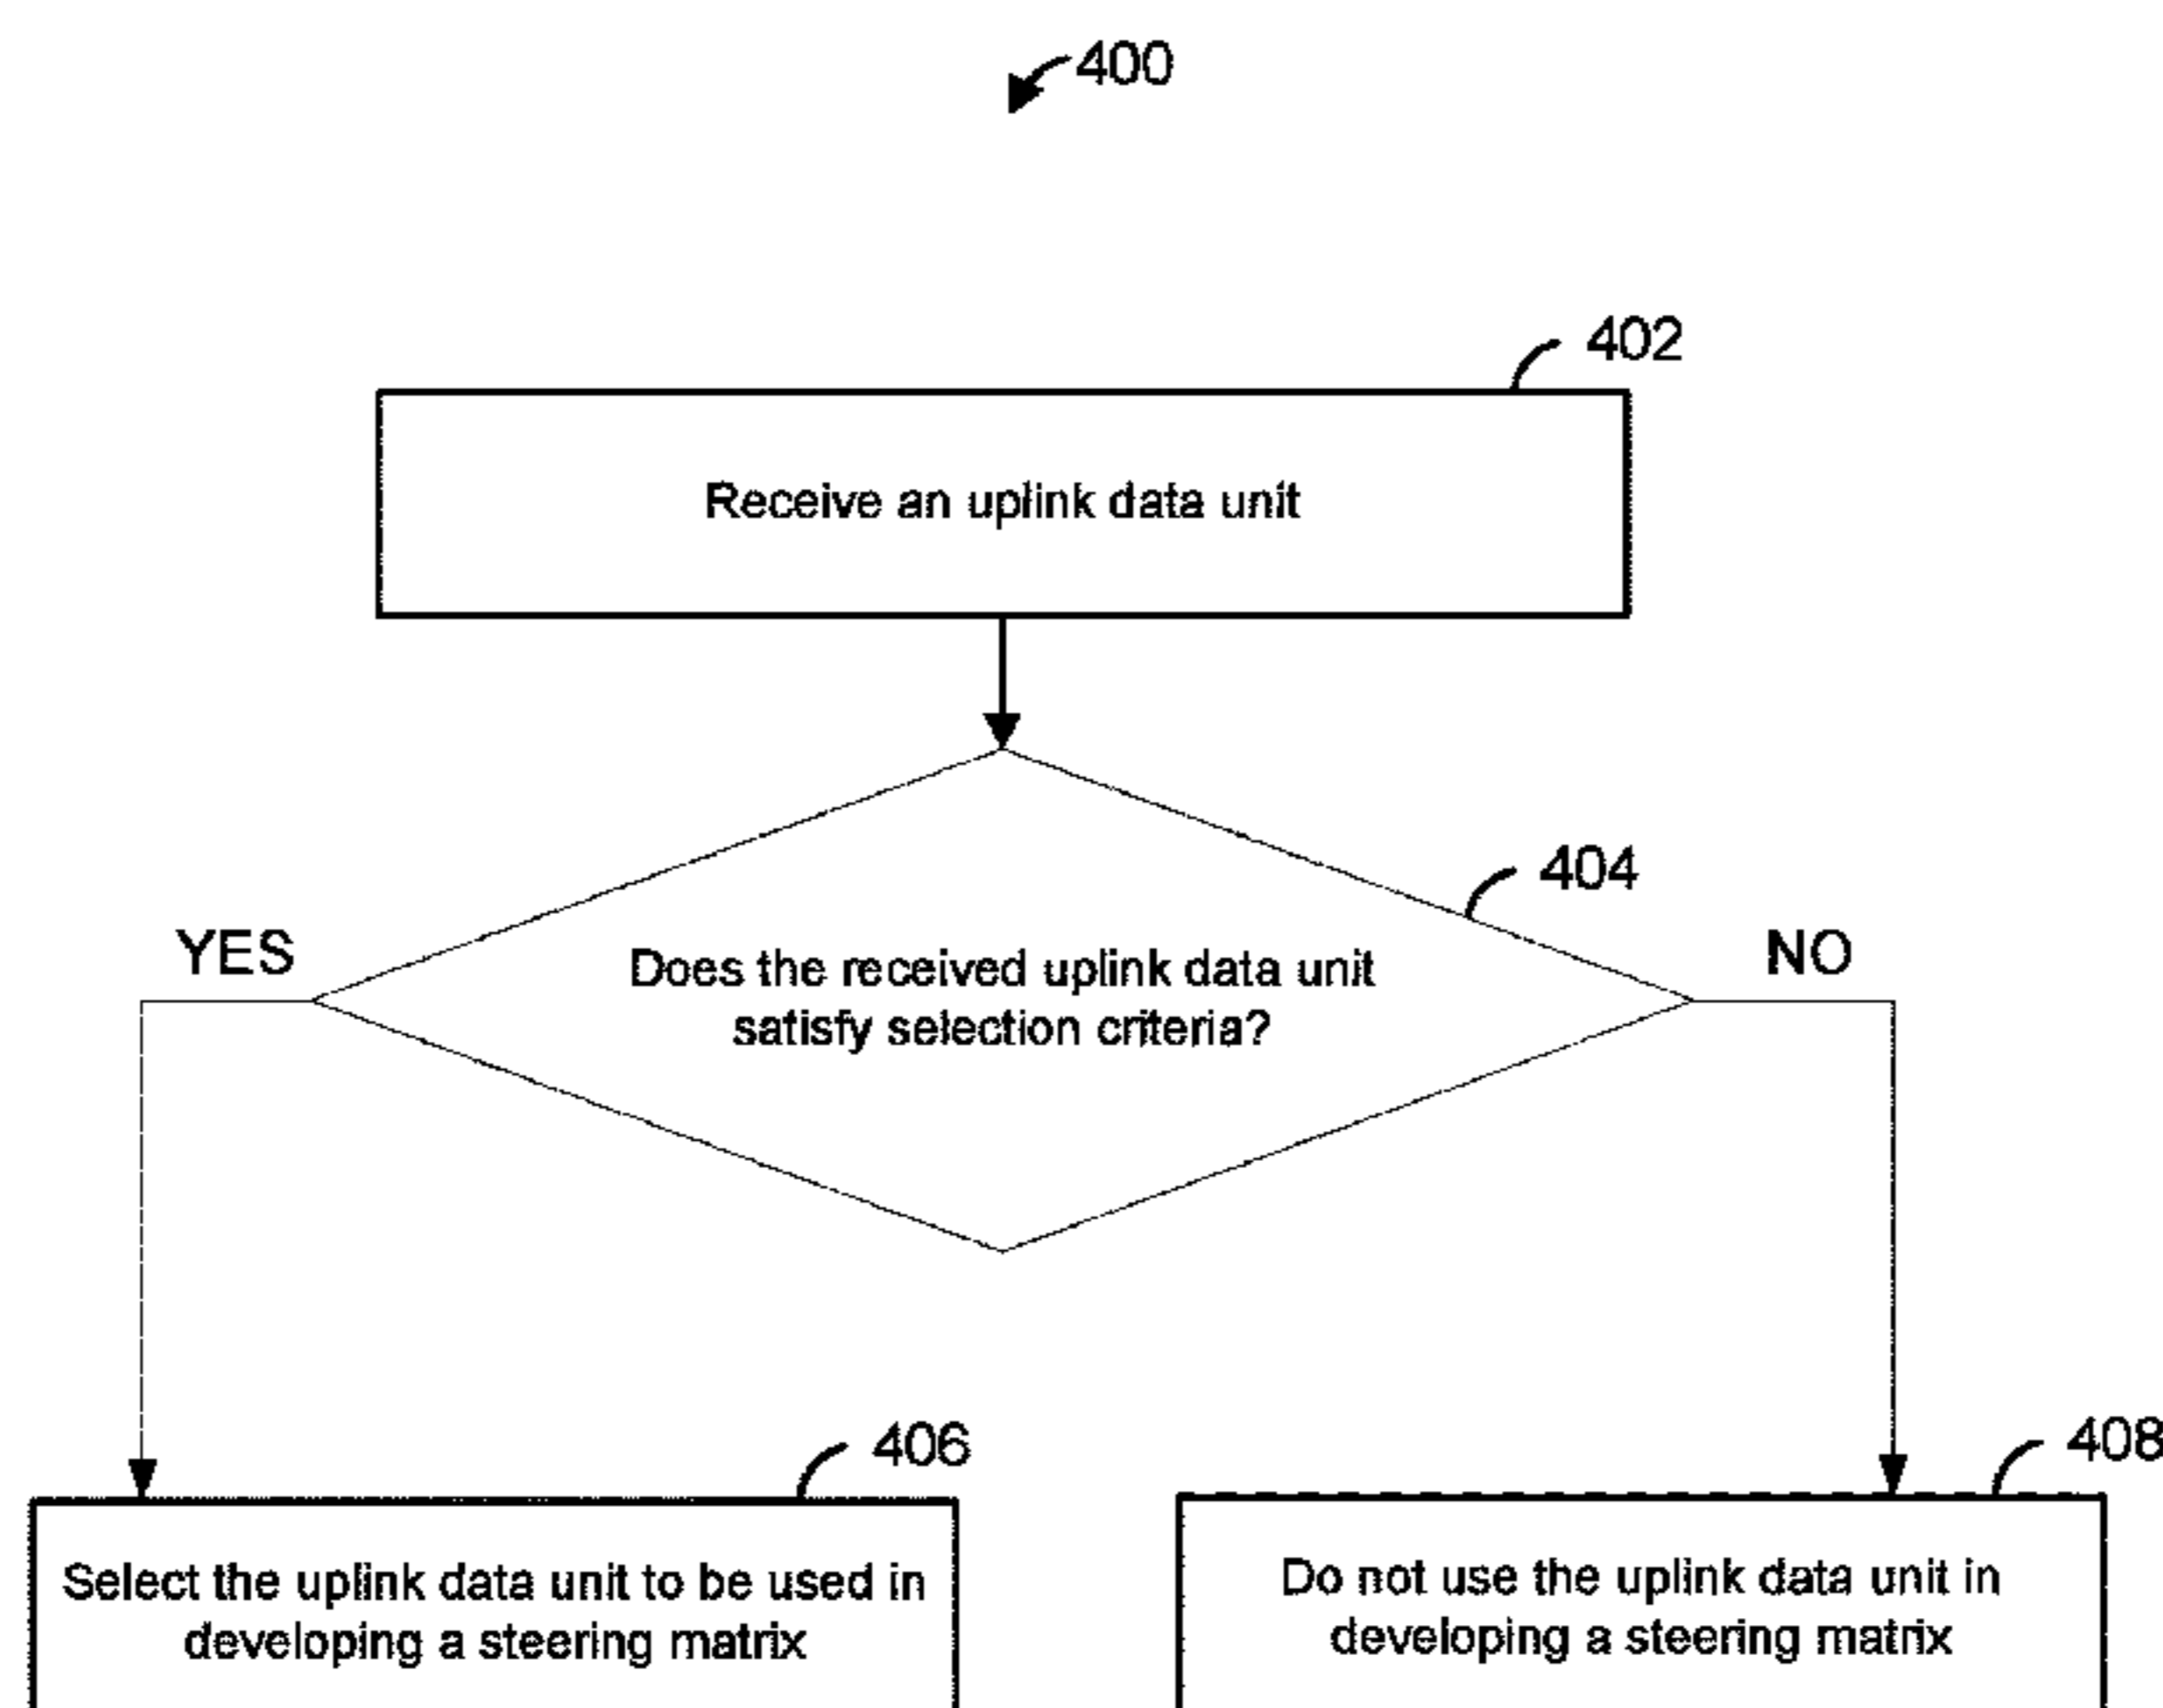 400
402
Receive an uplink data unit
404
YES
NO
Does the received uplink data unit
satisfy selection criteria?
406
408
Select the uplink data unit to be used in
developing a steering matrix
Do not use the uplink data unit in
developing a steering matrix